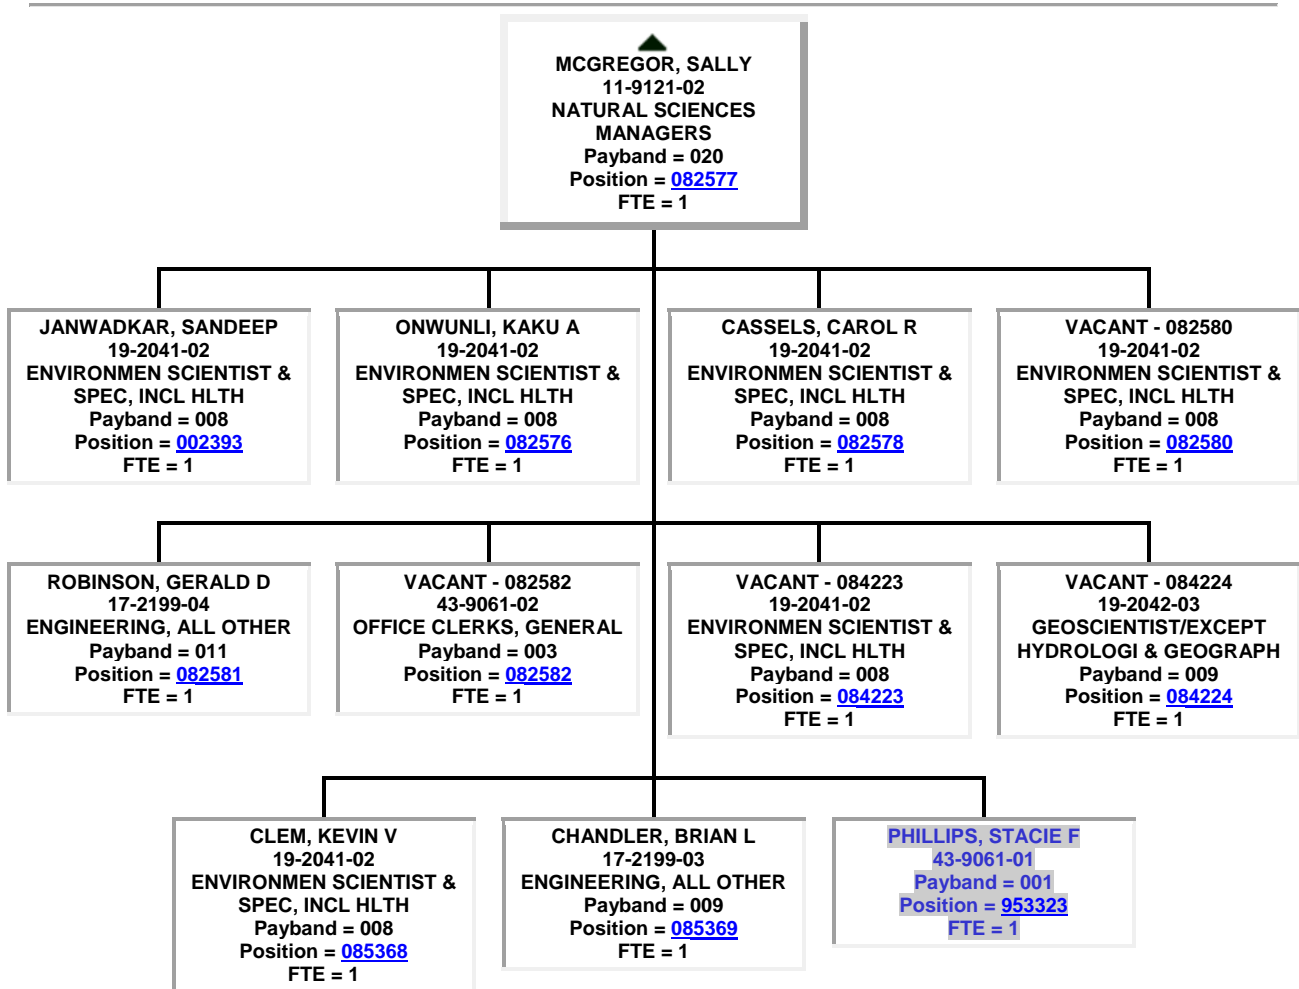 MCGREGOR, SALLY
11-9121-02
NATURAL SCIENCES
MANAGERS
Payband = 020
Position = 082577
FTE = 1
JANWADKAR, SANDEEP
19-2041-02
ENVIRONMEN SCIENTIST &
SPEC, INCL HLTH
Payband = 008
Position = 002393
FTE = 1
ONWUNLI, KAKU A
19-2041-02
ENVIRONMEN SCIENTIST &
SPEC, INCL HLTH
Payband = 008
Position = 082576
FTE = 1
CASSELS, CAROL R
19-2041-02
ENVIRONMEN SCIENTIST &
SPEC, INCL HLTH
Payband = 008
Position = 082578
FTE = 1
VACANT - 082580
19-2041-02
ENVIRONMEN SCIENTIST &
SPEC, INCL HLTH
Payband = 008
Position = 082580
FTE = 1
ROBINSON, GERALD D
17-2199-04
ENGINEERING, ALL OTHER
Payband = 011
Position = 082581
FTE = 1
VACANT - 082582
43-9061-02
OFFICE CLERKS, GENERAL
Payband = 003
Position = 082582
FTE = 1
VACANT - 084223
19-2041-02
ENVIRONMEN SCIENTIST &
SPEC, INCL HLTH
Payband = 008
Position = 084223
FTE = 1
VACANT - 084224
19-2042-03
GEOSCIENTIST/EXCEPT
HYDROLOGI & GEOGRAPH
Payband = 009
Position = 084224
FTE = 1
CLEM, KEVIN V
19-2041-02
ENVIRONMEN SCIENTIST &
SPEC, INCL HLTH
Payband = 008
Position = 085368
FTE = 1
CHANDLER, BRIAN L
17-2199-03
ENGINEERING, ALL OTHER
Payband = 009
Position = 085369
FTE = 1
PHILLIPS, STACIE F
43-9061-01
Payband = 001
Position = 953323
FTE = 1